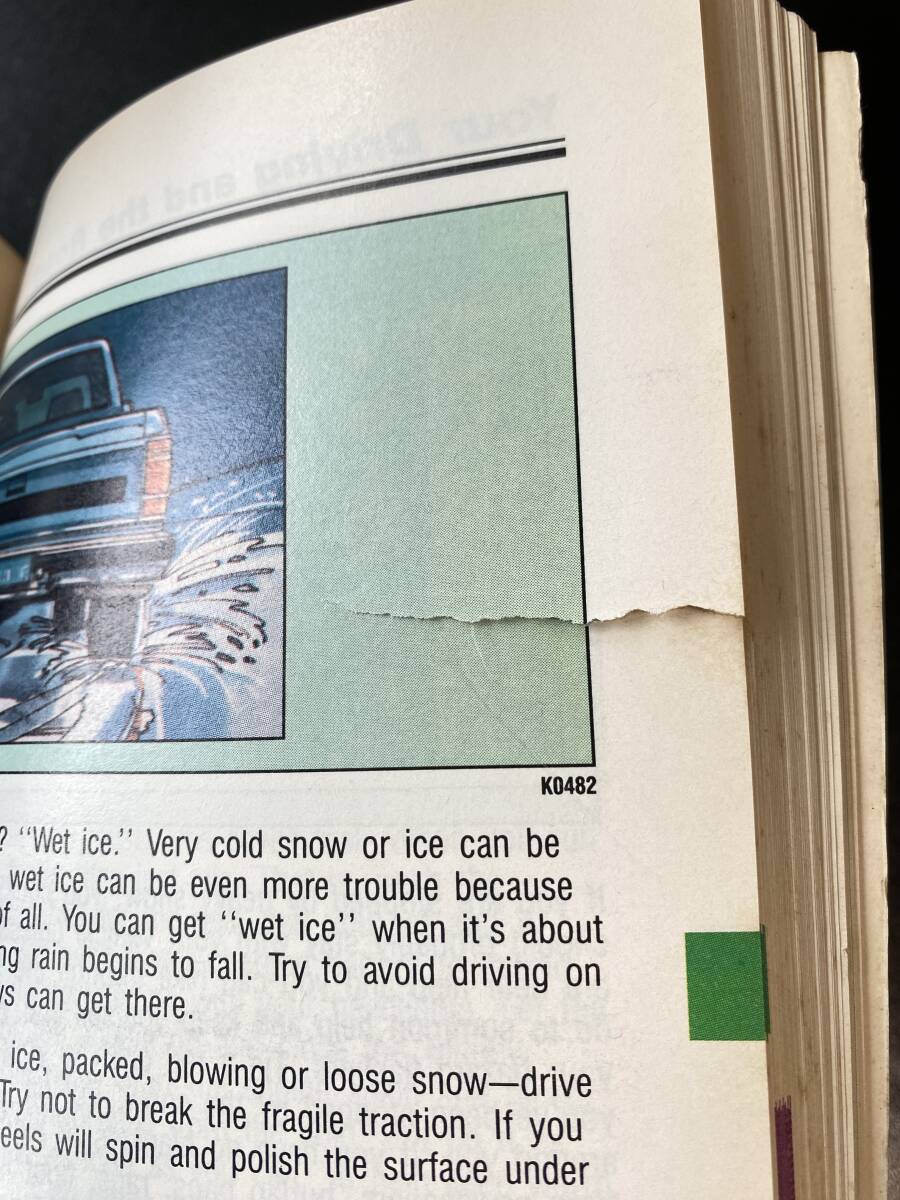 K0482
? "Wet ice." Very cold snow or ice can be
wet ice can be even more trouble because
of all. You can get "wet ice" when it's about
ng rain begins to fall. Try to avoid driving on
ws can get there.
ice, packed, blowing or loose snow—drive
Try not to break the fragile traction. If you
eels will spin and polish the surface under